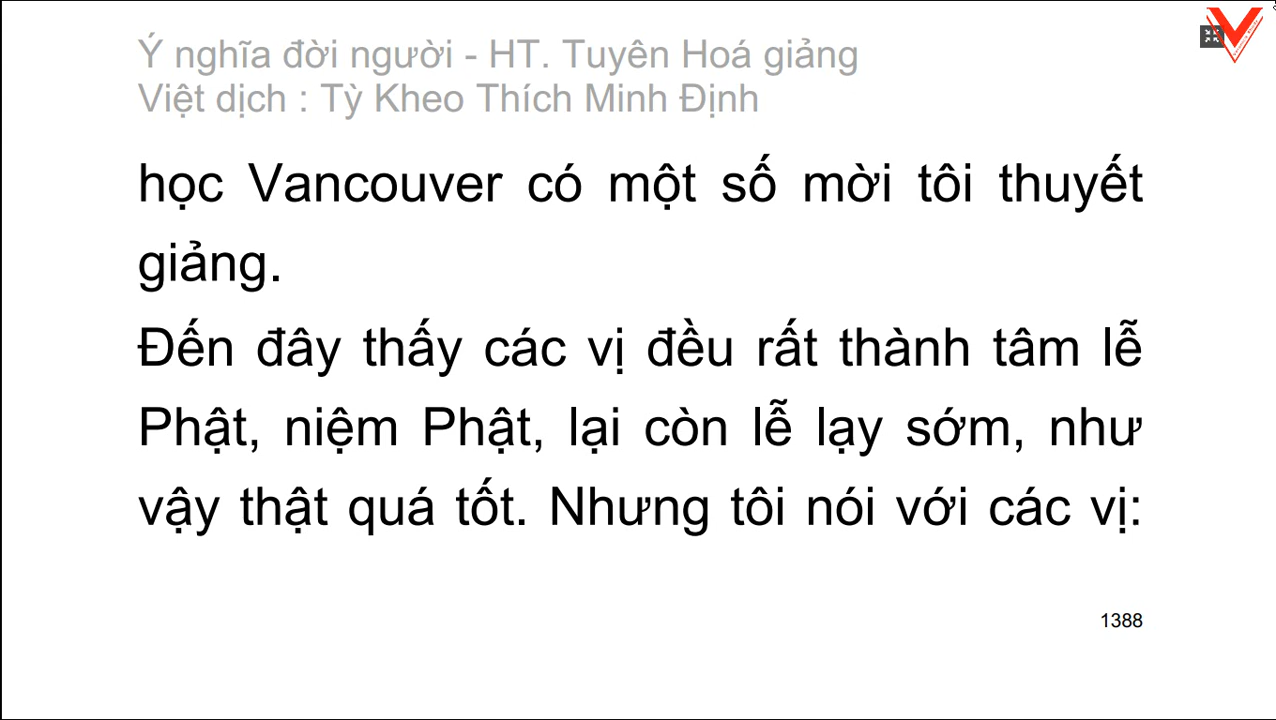 Ý nghĩa đời người - HT. Tuyên Hoá giảng
Việt dịch : Tỳ Kheo Thích Minh Định
học Vancouver có một số mời tôi thuyết
giảng.
Đến đây thấy các vị đều rất thành tâm lễ
Phật, niệm Phật, lại còn lễ lạy sớm, như
vậy thật quá tốt. Nhưng tôi nói với các vị:
1388